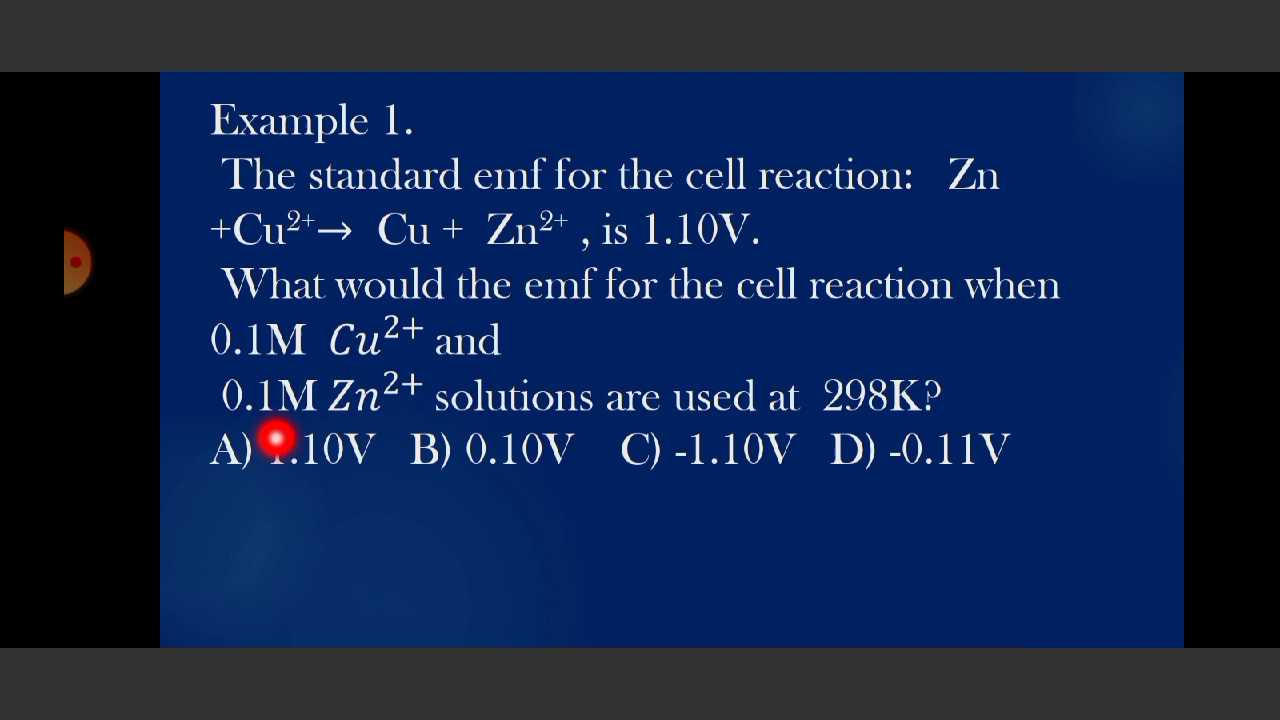 Example 1.
The standard emf for the cell reaction: Zn
+Cu²⁺→ Cu + Zn²⁺ , is 1.10V.
What would the emf for the cell reaction when
0.1M Cu²⁺ and
0.1M Zn²⁺ solutions are used at 298K?
A) 1.10V B) 0.10V C) -1.10V D) -0.11V